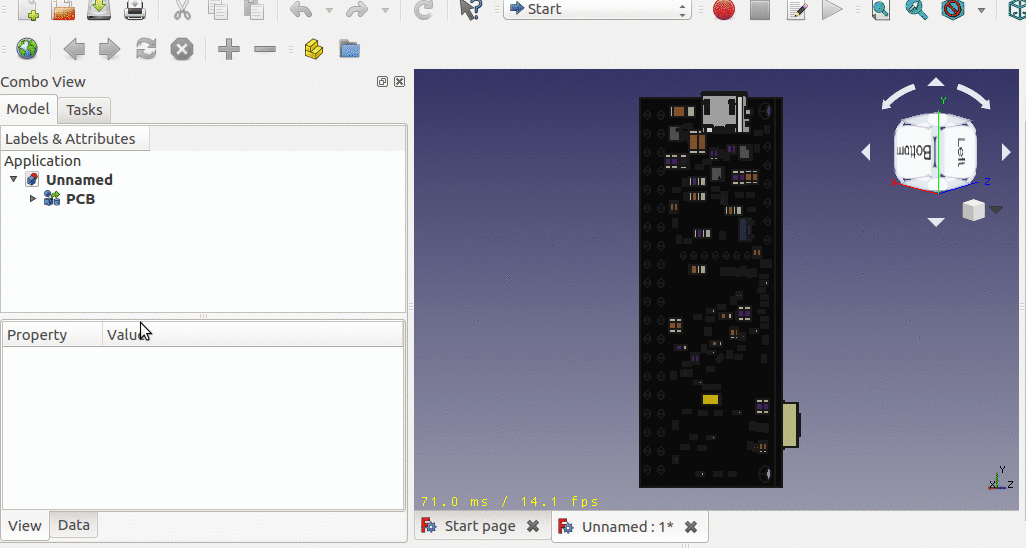 Start
Combo View
Model
Tasks
Labels & Attributes
Application
Unnamed
PCB
Property
Value
View
Data
Y
Bottom
Left
Z
71.0 ms / 14.1 fps
Y
X
Z
Start page
Unnamed : 1*